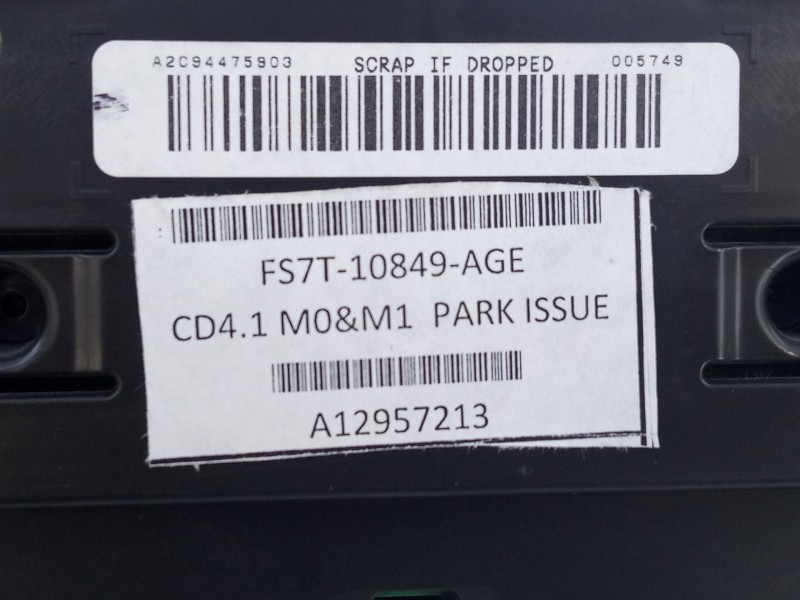 A2C94475903 SCRAP IF DROPPED 005749
FS7T-10849-AGE
CD4.1 M0&M1 PARK ISSUE
A12957213